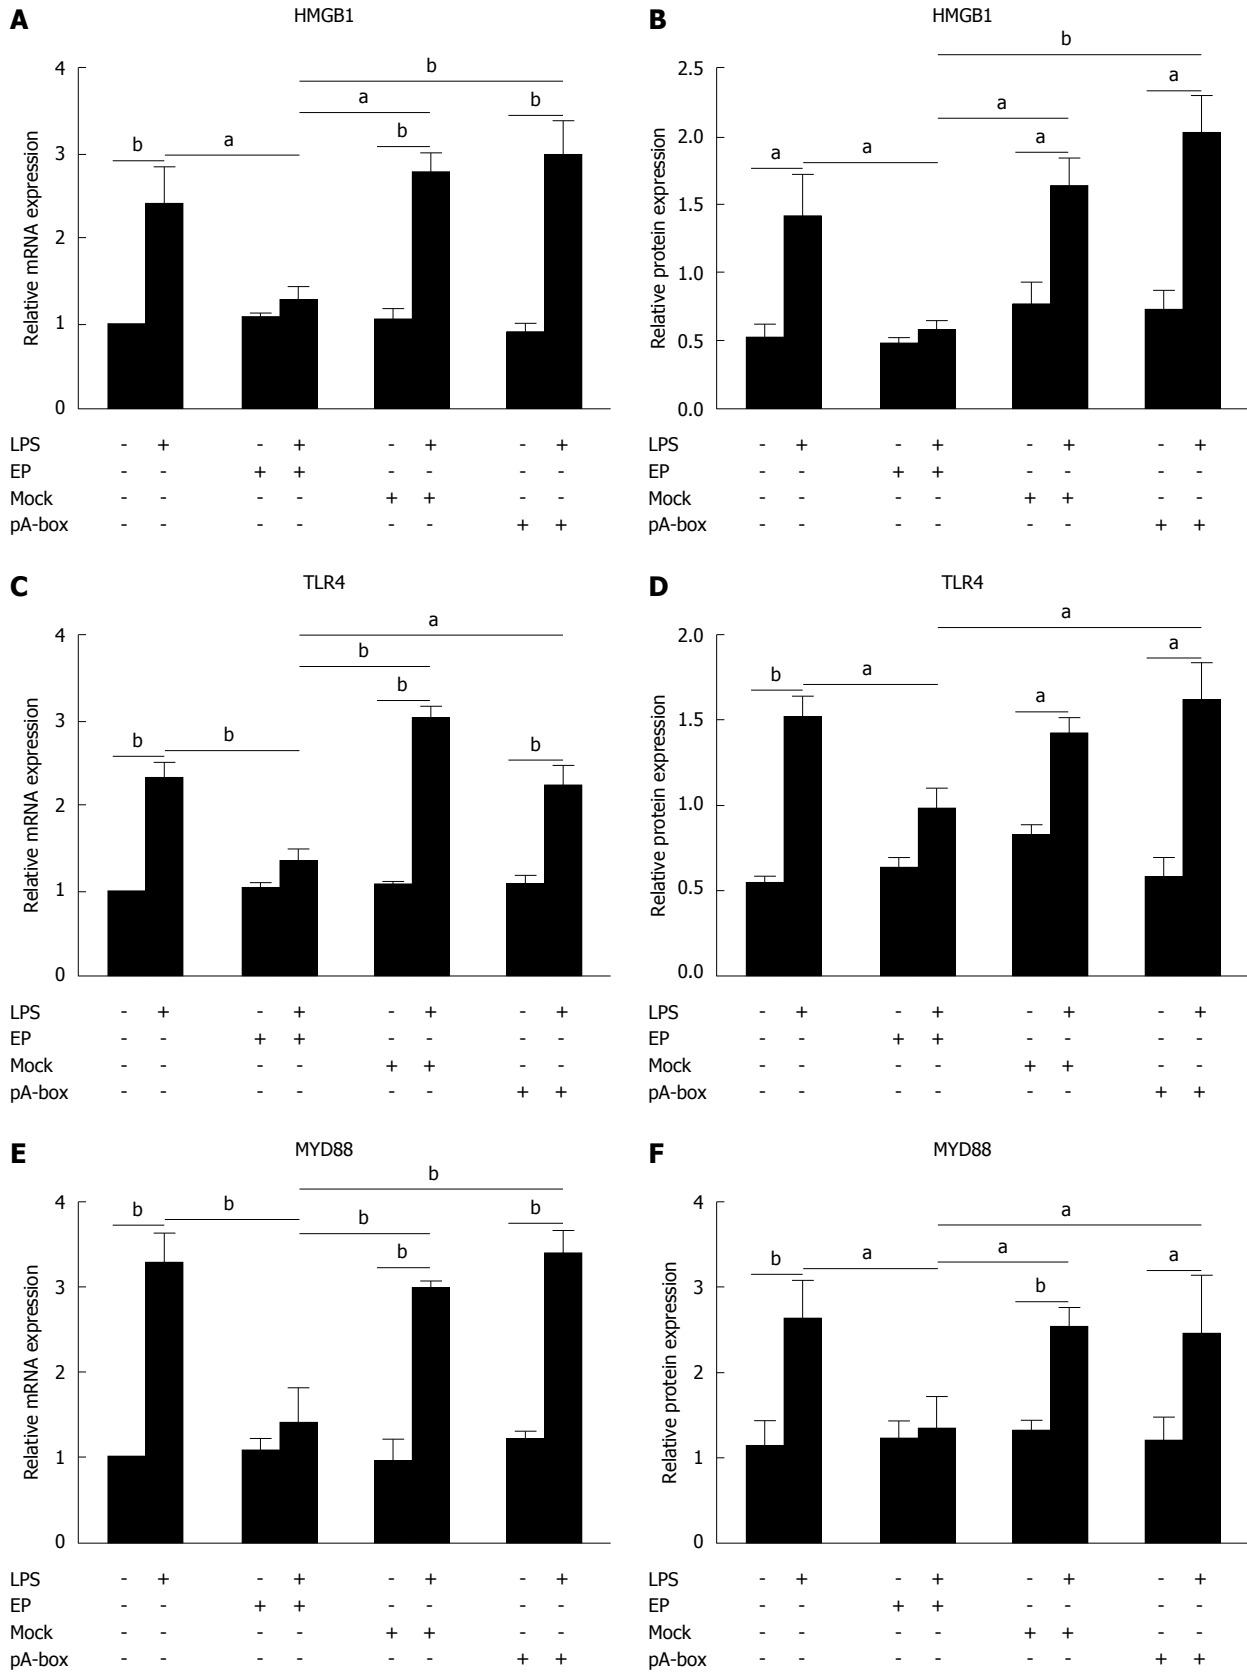 A
HMGB1
b
a
b
b
a
b
b
4
3
2
1
0
Relative mRNA expression
LPS - + - + - + - +
EP - - + + - - - -
Mock - - - - + + - -
pA-box - - - - - - + +
B
HMGB1
b
a
a
a
a
a
2.5
2.0
1.5
1.0
0.5
0.0
Relative protein expression
LPS - + - + - + - +
EP - - + + - - - -
Mock - - - - + + - -
pA-box - - - - - - + +
C
TLR4
a
b
b
b
b
b
4
3
2
1
0
Relative mRNA expression
LPS - + - + - + - +
EP - - + + - - - -
Mock - - - - + + - -
pA-box - - - - - - + +
D
TLR4
a
a
b
a
a
2.0
1.5
1.0
0.5
0.0
Relative protein expression
LPS - + - + - + - +
EP - - + + - - - -
Mock - - - - + + - -
pA-box - - - - - - + +
E
MYD88
b
b
b
b
b
b
4
3
2
1
0
Relative mRNA expression
LPS - + - + - + - +
EP - - + + - - - -
Mock - - - - + + - -
pA-box - - - - - - + +
F
MYD88
a
b
a
a
a
b
4
3
2
1
0
Relative protein expression
LPS - + - + - + - +
EP - - + + - - - -
Mock - - - - + + - -
pA-box - - - - - - + +